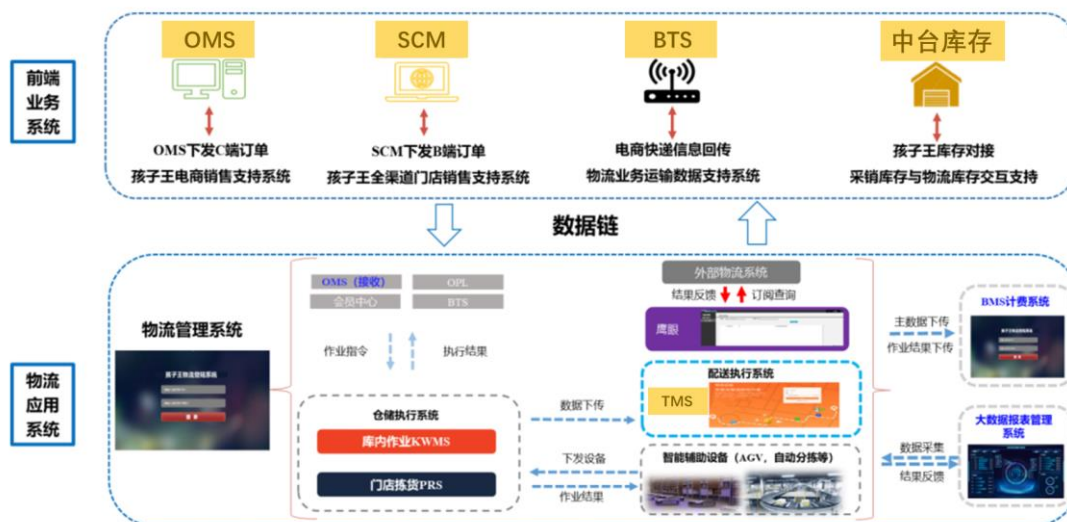 OMS
SCM
BTS
中台库存
前端
业务
系统
OMS下发C端订单
SCM下发B端订单
电商快递信息回传
孩子王库存对接
孩子王电商销售支持系统
孩子王全渠道门店销售支持系统
物流业务运输数据支持系统
采销库存与物流库存交互支持
数据链
物流
应用
系统
物流管理系统
孩子王物流管理系统
OMS（接收）
OPL
会员中心
BTS
作业指令
执行结果
仓储执行系统
库内作业KWMS
门店拣货PRS
外部物流系统
结果反馈
订阅查询
鹰眼
配送执行系统
TMS
数据下传
下发设备
作业结果
智能辅助设备（AGV，自动分拣等）
主数据下传
作业结果下传
BMS计费系统
数据采集
结果反馈
大数据报表管理
系统